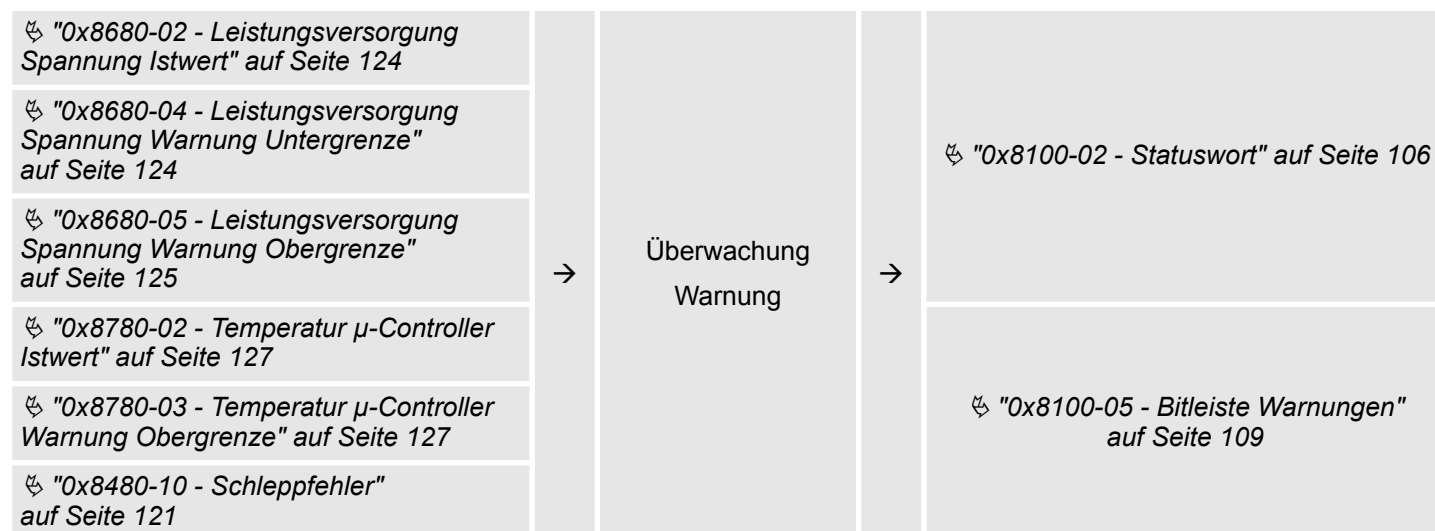 ↳ "0x8680-02 - Leistungsversorgung
Spannung Istwert" auf Seite 124
↳ "0x8680-04 - Leistungsversorgung
Spannung Warnung Untergrenze"
auf Seite 124
↳ "0x8680-05 - Leistungsversorgung
Spannung Warnung Obergrenze"
auf Seite 125
↳ "0x8780-02 - Temperatur µ-Controller
Istwert" auf Seite 127
↳ "0x8780-03 - Temperatur µ-Controller
Warnung Obergrenze" auf Seite 127
↳ "0x8480-10 - Schleppfehler"
auf Seite 121
→
Überwachung
Warnung
→
↳ "0x8100-02 - Statuswort" auf Seite 106
↳ "0x8100-05 - Bitleiste Warnungen"
auf Seite 109